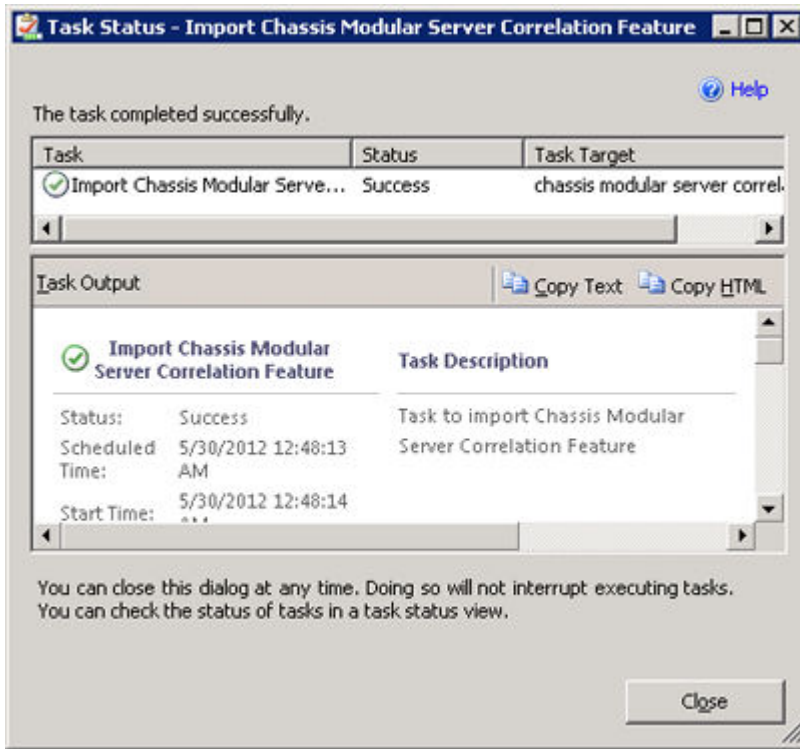 Task Status - Import Chassis Modular Server Correlation Feature
Help
The task completed successfully.
Task Status Task Target
Import Chassis Modular Serve... Success chassis modular server correl
Task Output Copy Text Copy HTML
Import Chassis Modular Task Description
Server Correlation Feature
Status: Success Task to import Chassis Modular
Scheduled 5/30/2012 12:48:13 Server Correlation Feature
Time: AM
Start Time: 5/30/2012 12:48:14
You can close this dialog at any time. Doing so will not interrupt executing tasks.
You can check the status of tasks in a task status view.
Close